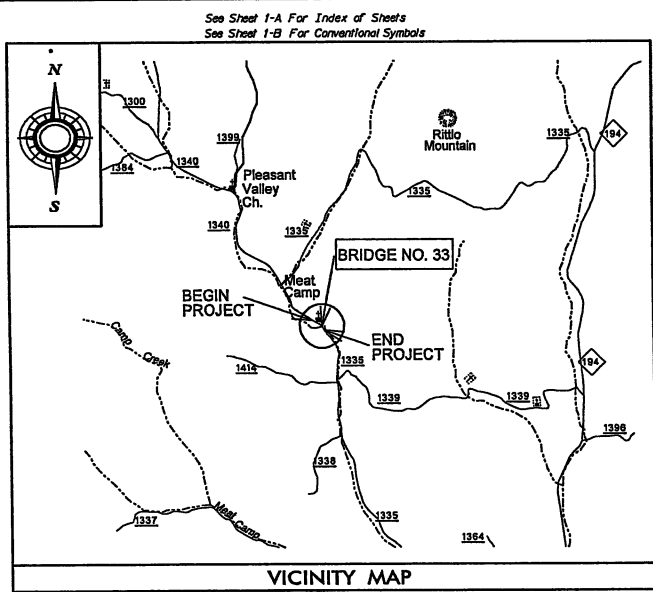 See Sheet 1-A For Index of Sheets
See Sheet 1-B For Conventional Symbols
N
S
1300
1399
1340
1384
Pleasant
Valley
Ch.
1340
Rittlo
Mountain
1335
194
1335
1335
BRIDGE NO. 33
Meat
Camp
BEGIN
PROJECT
END
PROJECT
Camp
Creek
1414
1335
194
1339
1339
1396
1338
1337
Meat Camp
1335
1364
VICINITY MAP